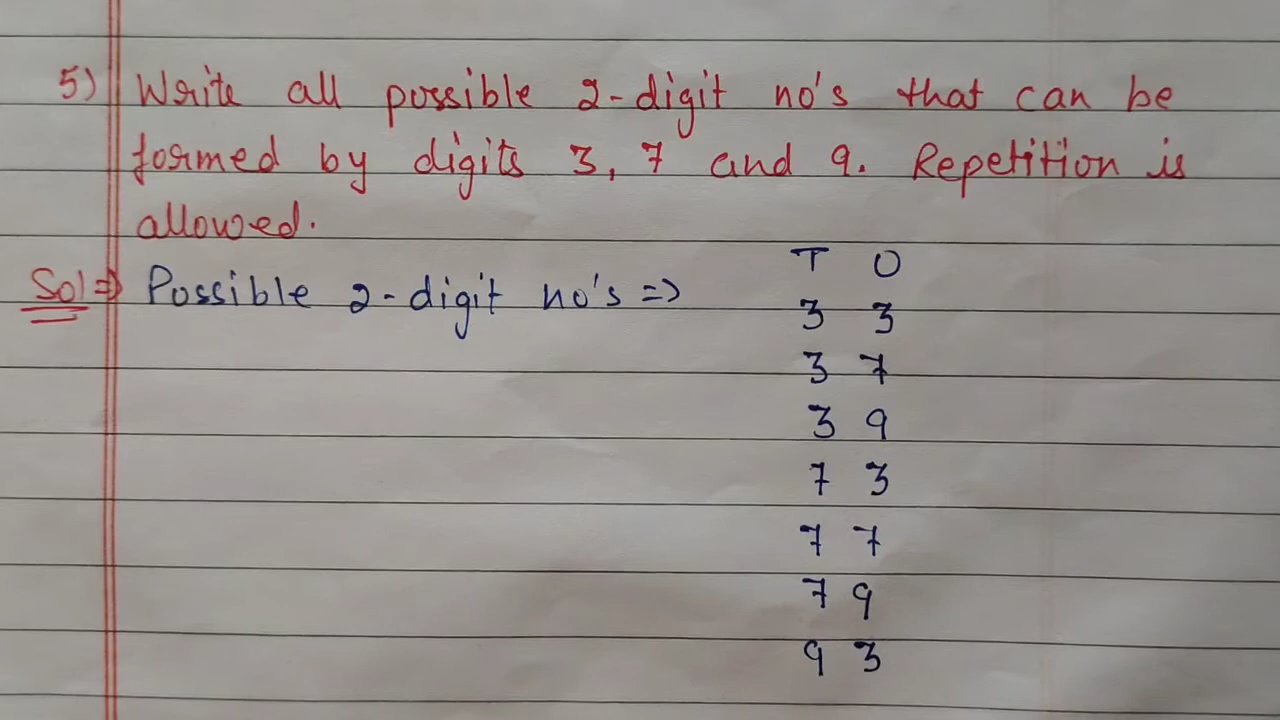 5) Write all possible 2-digit no's that can be
formed by digits 3, 7 and 9. Repetition is
allowed.
T O
Sol⇒ Possible 2-digit no's ⇒
3 3
3 7
3 9
7 3
7 7
7 9
9 3